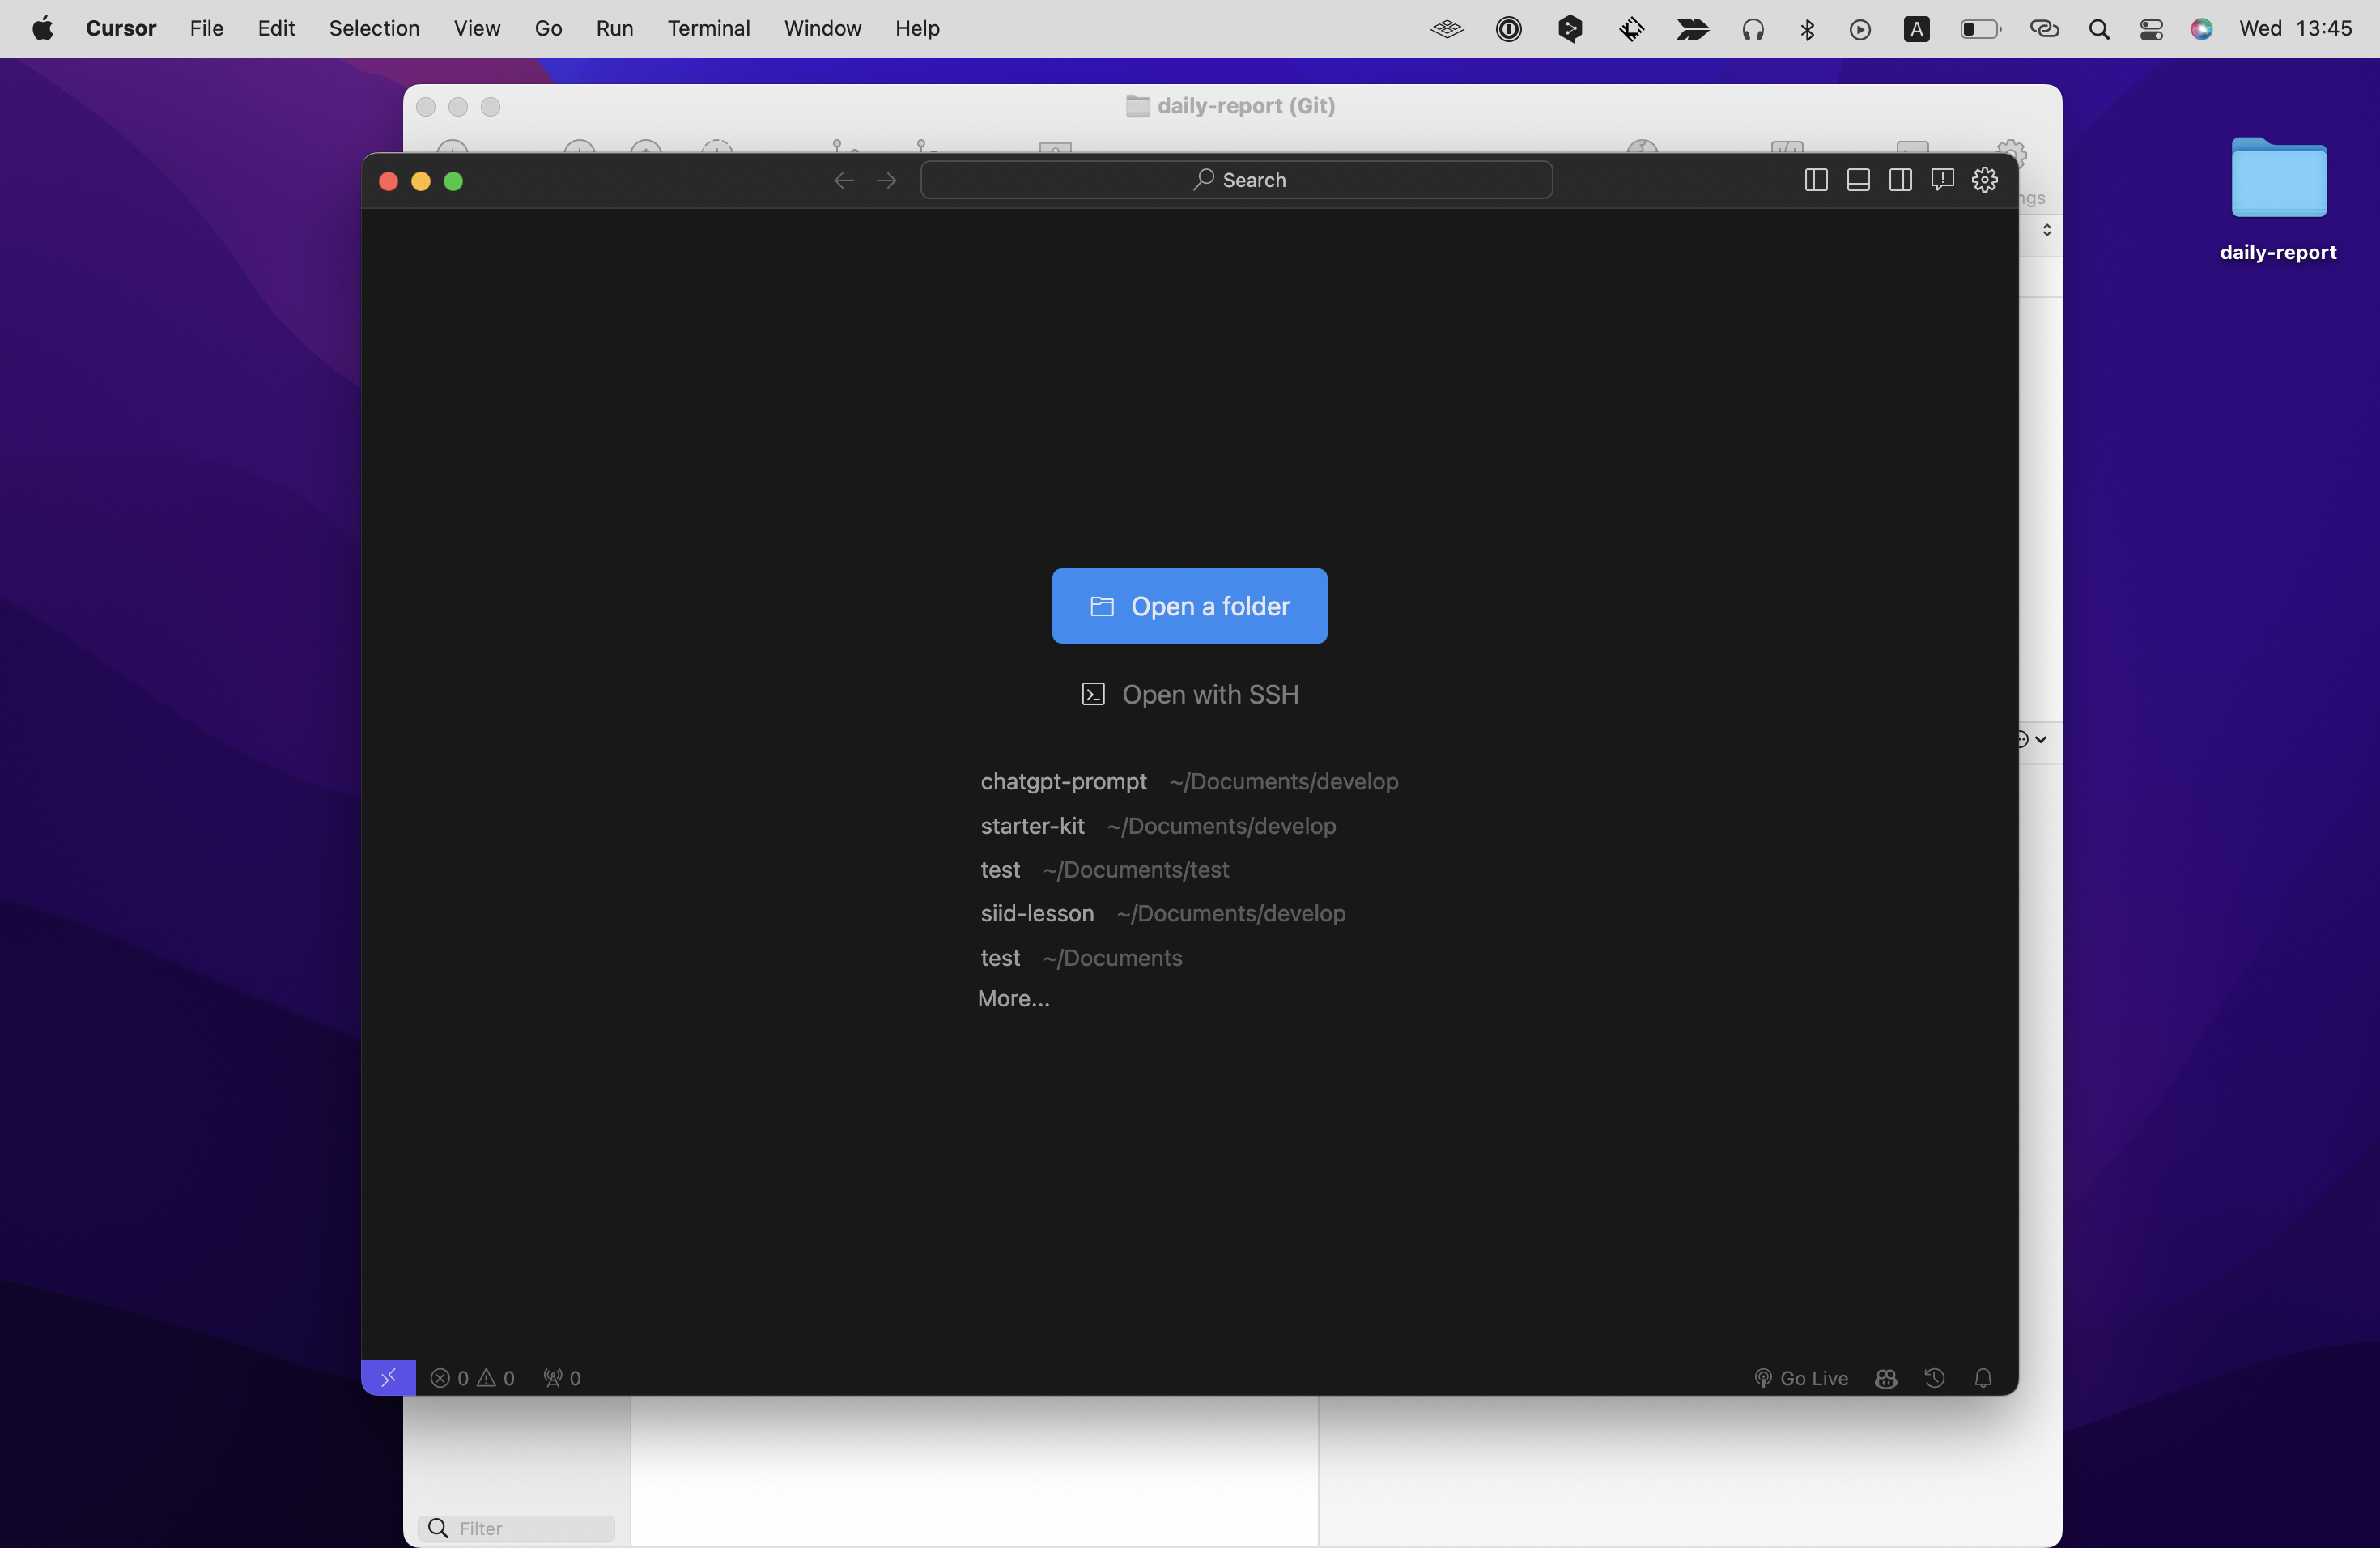 Cursor File Edit Selection View Go Run Terminal Window Help A Wed 13:45
daily-report (Git)
Search
ngs
daily-report
Open a folder
Open with SSH
chatgpt-prompt ~/Documents/develop
starter-kit ~/Documents/develop
test ~/Documents/test
siid-lesson ~/Documents/develop
test ~/Documents
More...
0 0 0 Go Live
Filter